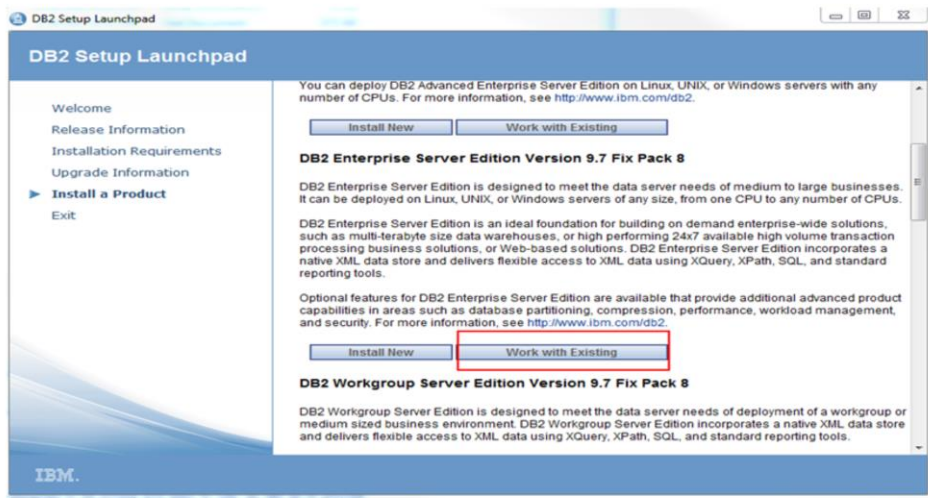 DB2 Setup Launchpad
DB2 Setup Launchpad
Welcome
Release Information
Installation Requirements
Upgrade Information
Install a Product
Exit
You can deploy DB2 Advanced Enterprise Server Edition on Linux, UNIX, or Windows servers with any
number of CPUs. For more information, see http://www.ibm.com/db2.
Install New Work with Existing
DB2 Enterprise Server Edition Version 9.7 Fix Pack 8
DB2 Enterprise Server Edition is designed to meet the data server needs of medium to large businesses.
It can be deployed on Linux, UNIX, or Windows servers of any size, from one CPU to any number of CPUs.
DB2 Enterprise Server Edition is an ideal foundation for building on demand enterprise-wide solutions,
such as multi-terabyte size data warehouses, or high performing 24x7 available high volume transaction
processing business solutions, or Web-based solutions. DB2 Enterprise Server Edition incorporates a
native XML data store and delivers flexible access to XML data using XQuery, XPath, SQL, and standard
reporting tools.
Optional features for DB2 Enterprise Server Edition are available that provide additional advanced product
capabilities in areas such as database partitioning, compression, performance, workload management,
and security. For more information, see http://www.ibm.com/db2.
Install New Work with Existing
DB2 Workgroup Server Edition Version 9.7 Fix Pack 8
DB2 Workgroup Server Edition is designed to meet the data server needs of deployment of a workgroup or
medium sized business environment. DB2 Workgroup Server Edition incorporates a native XML data store
and delivers flexible access to XML data using XQuery, XPath, SQL, and standard reporting tools.
IBM.